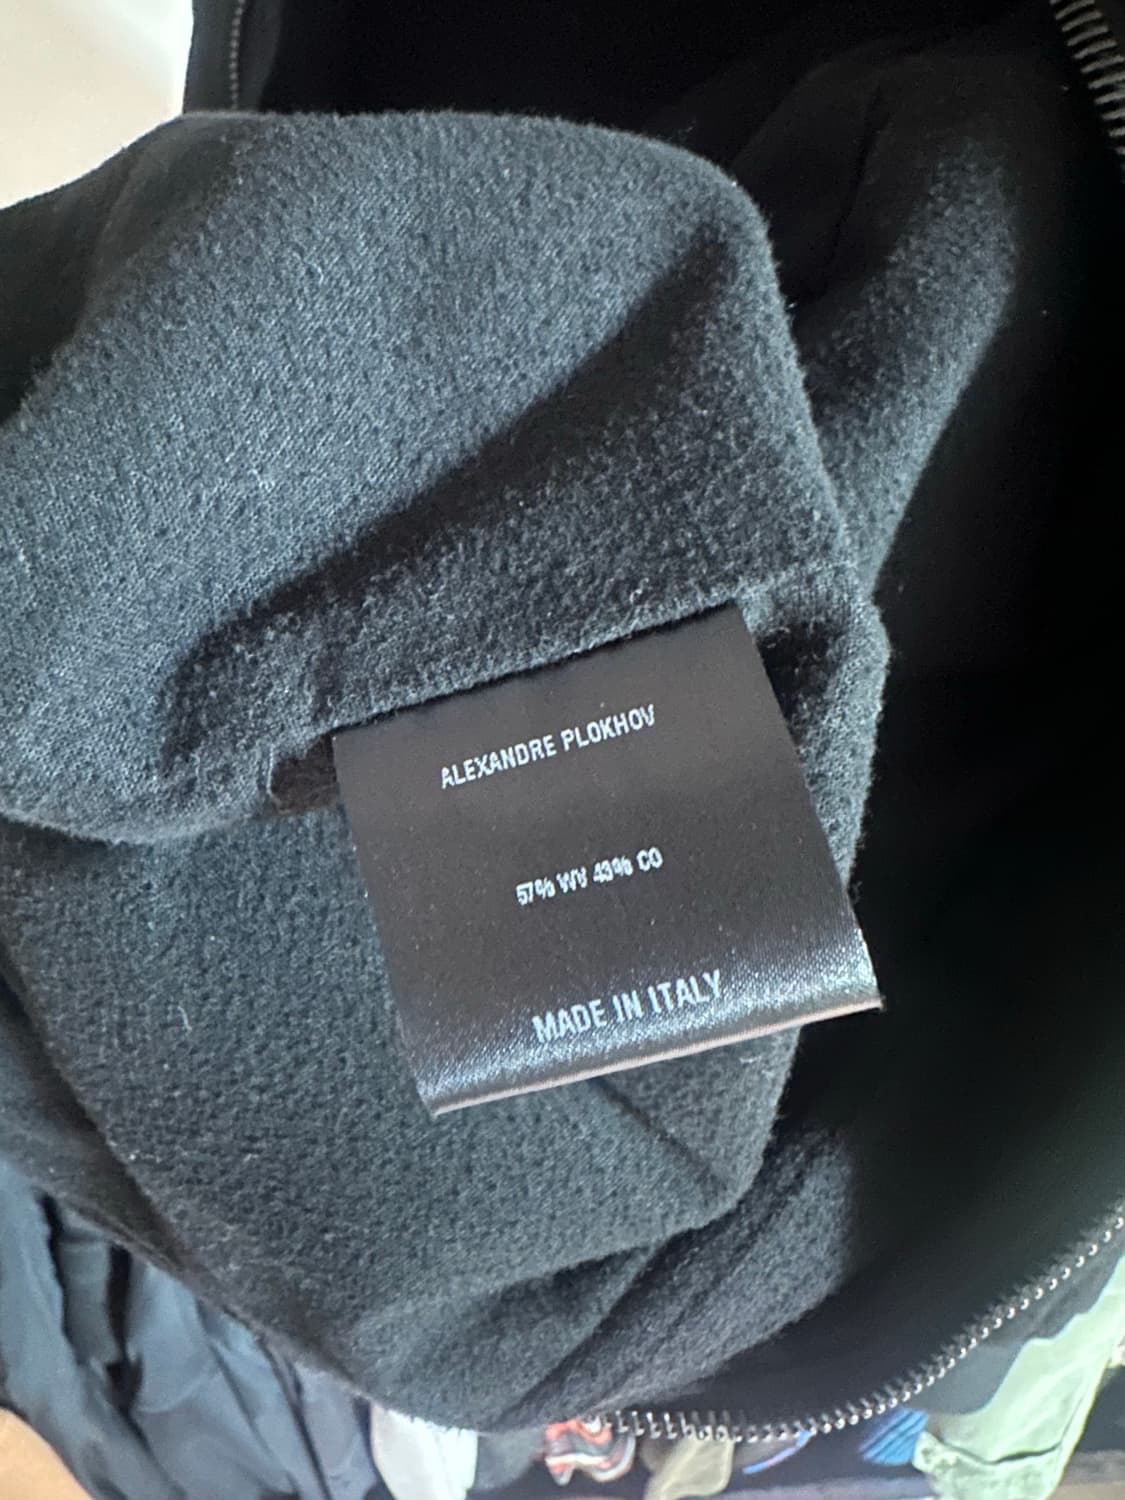 ALEXANDRE PLOKHOV
57% WV 43% CO
MADE IN ITALY